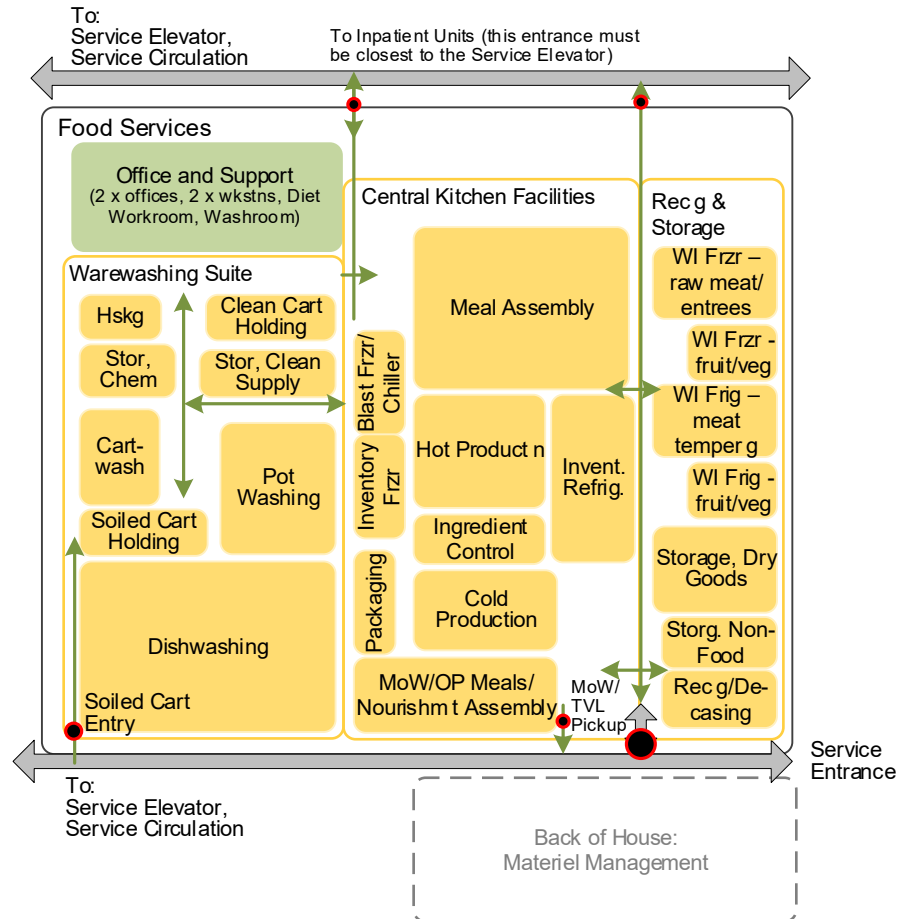 To:
Service Elevator,
Service Circulation
To Inpatient Units (this entrance must
be closest to the Service Elevator)
Food Services
Office and Support
(2 x offices, 2 x wkstns, Diet
Workroom, Washroom)
Central Kitchen Facilities
Recg &
Storage
Warewashing Suite
Hskg
Clean Cart
Holding
Stor,
Chem
Stor, Clean
Supply
Cart-
wash
Pot
Washing
Soiled Cart
Holding
Dishwashing
Soiled Cart
Entry
Meal Assembly
Blast Frzr/
Chiller
Inventory
Frzr
Hot Product n
Invent.
Refrig.
Ingredient
Control
Packaging
Cold
Production
MoW/OP Meals/
Nourishm t Assembly
MoW/
TVL
Pickup
WI Frzr –
raw meat/
entrees
WI Frzr -
fruit/veg
WI Frig –
meat
temper g
WI Frig -
fruit/veg
Storage, Dry
Goods
Storg. Non-
Food
Rec g/De-
casing
Service
Entrance
To:
Service Elevator,
Service Circulation
Back of House:
Materiel Management